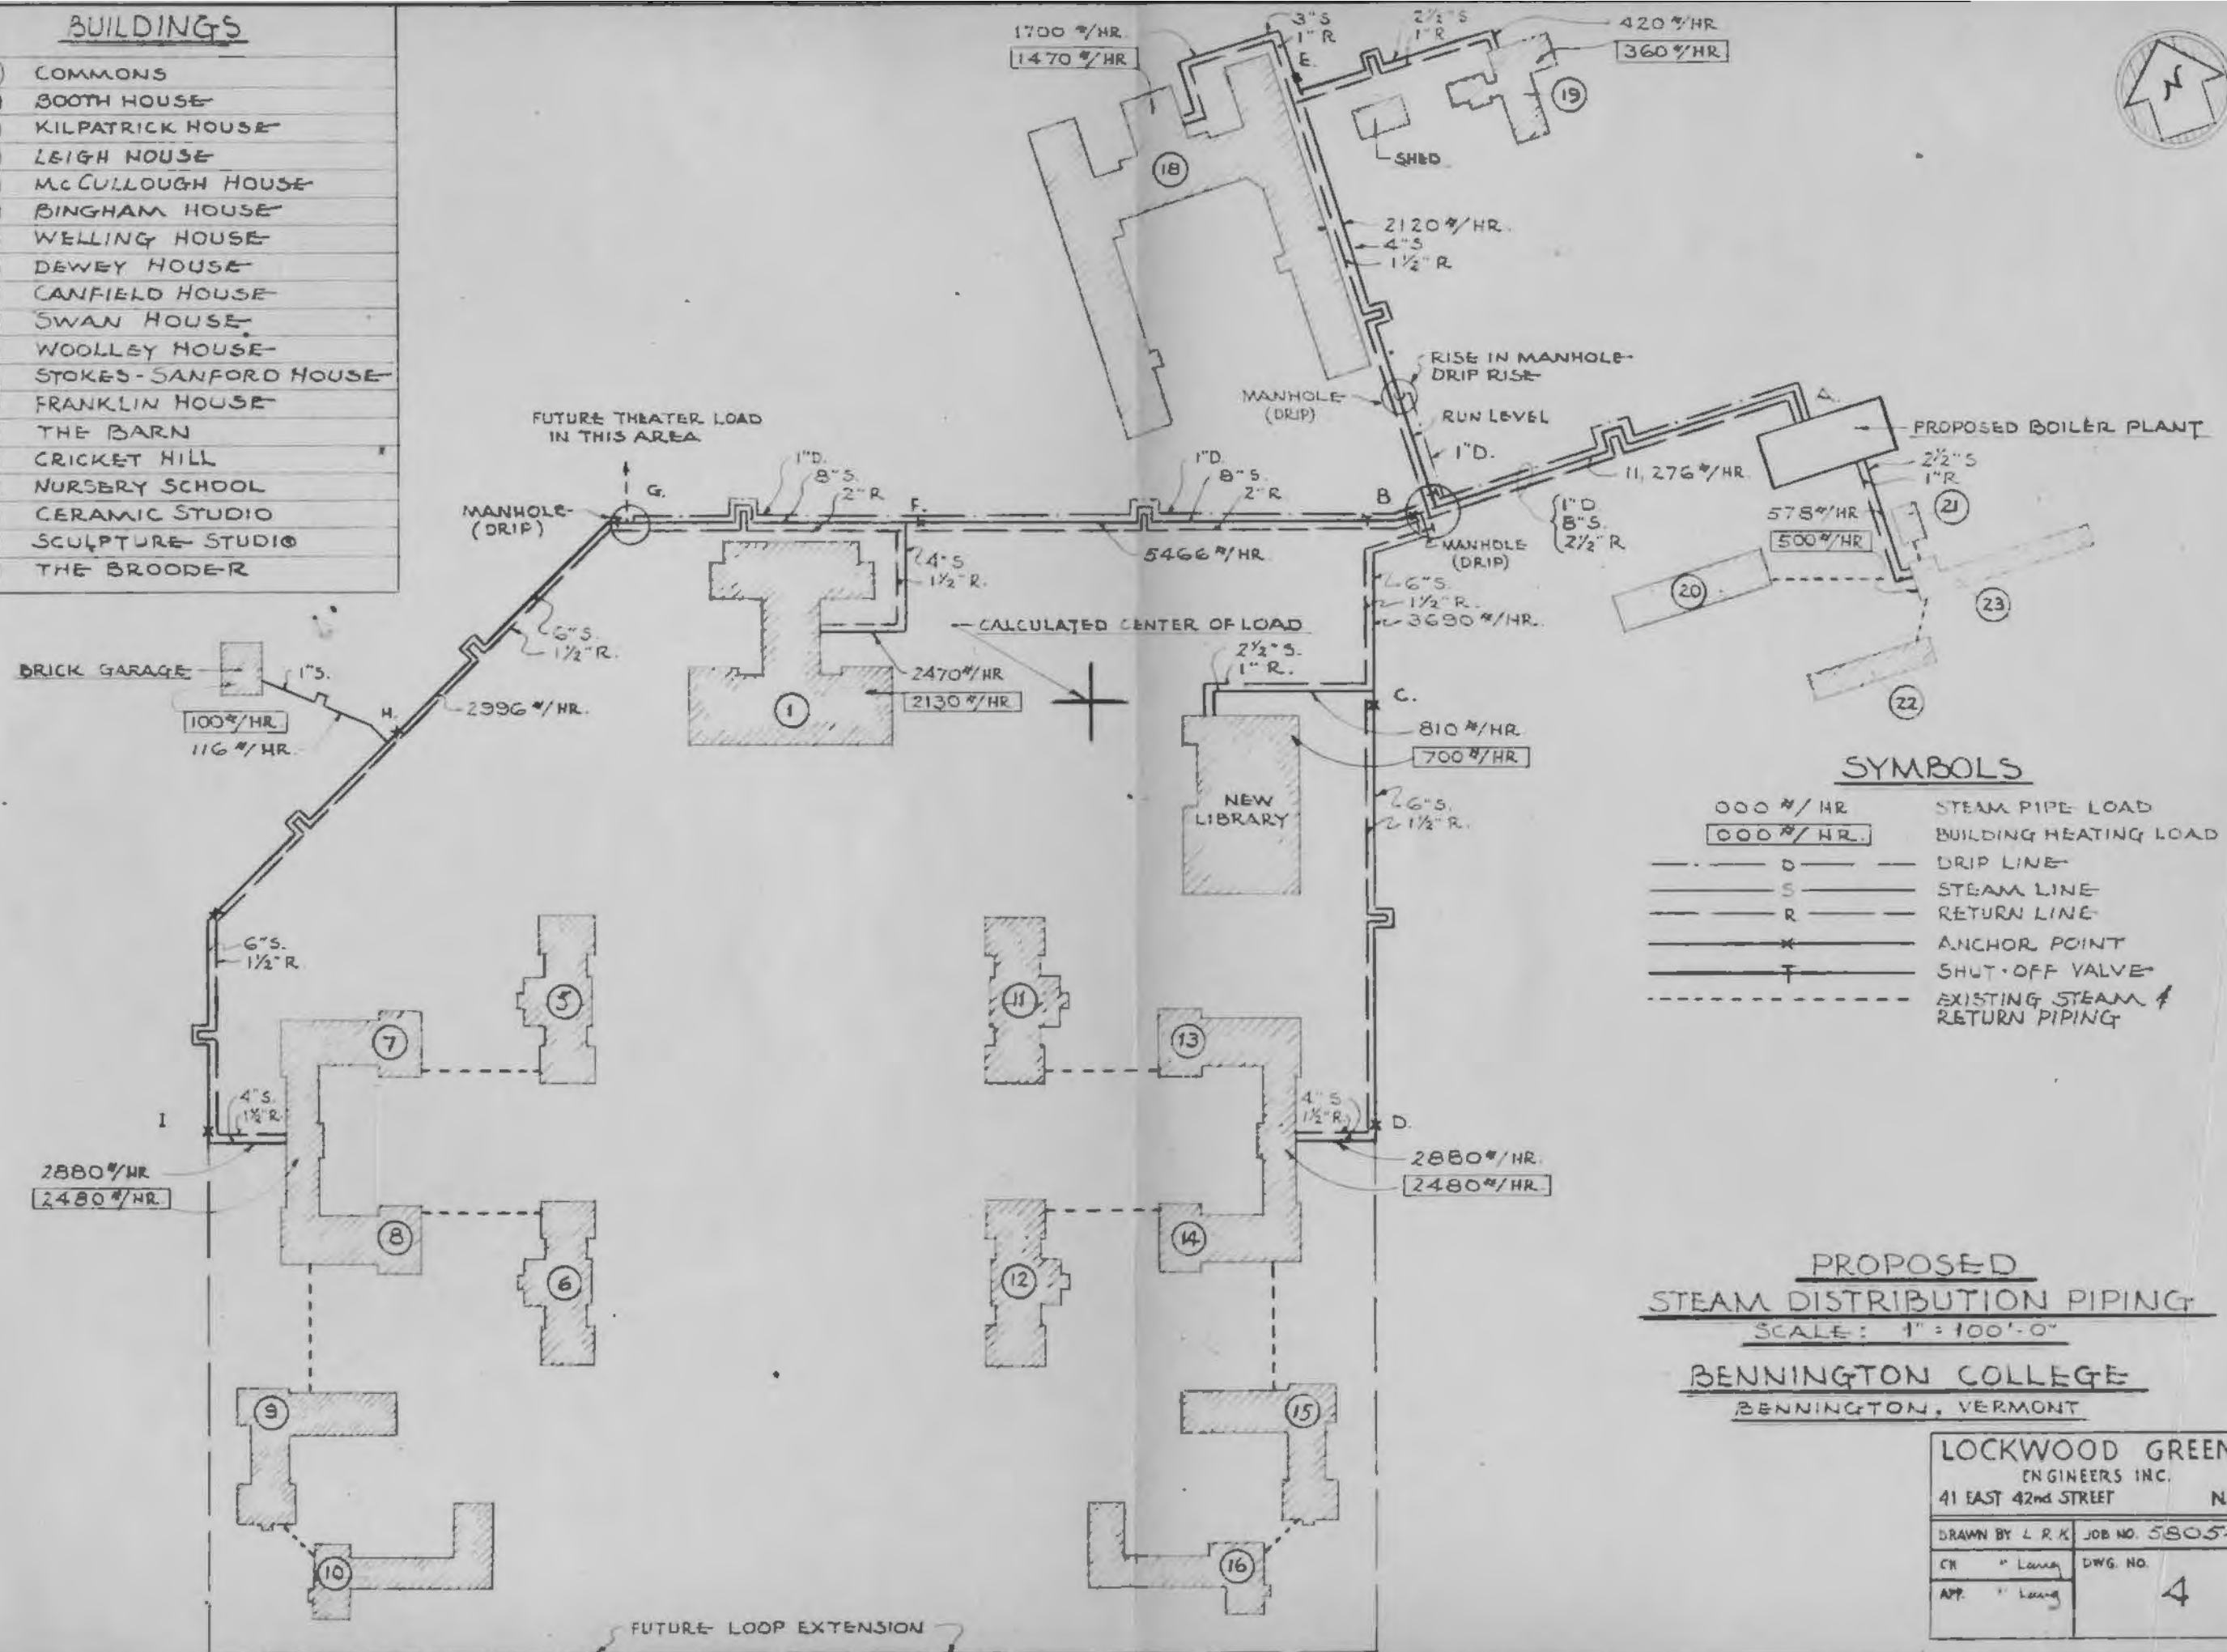 BUILDINGS
COMMONS
BOOTH HOUSE
KILPATRICK HOUSE
LEIGH HOUSE
McCULLOUGH HOUSE
BINGHAM HOUSE
WELLING HOUSE
DEWEY HOUSE
CANFIELD HOUSE
SWAN HOUSE
WOOLLEY HOUSE
STOKES-SANFORD HOUSE
FRANKLIN HOUSE
THE BARN
CRICKET HILL
NURSERY SCHOOL
CERAMIC STUDIO
SCULPTURE STUDIO
THE BROODER
1700 #/HR.
1470 #/HR
3"S
1"R
E.
2½"S
1"R
420 #/HR
360 #/HR
N
19
SHED
18
2120 #/HR.
4"S
1½"R
RISE IN MANHOLE
DRIP RISE
MANHOLE
(DRIP)
RUN LEVEL
1"D.
A.
PROPOSED BOILER PLANT
11,276 #/HR.
2½"S
1"R
21
578 #/HR
500 #/HR
20
23
22
1"D
8"S.
2½"R
B
MANHOLE
(DRIP)
FUTURE THEATER LOAD
IN THIS AREA
G.
MANHOLE
(DRIP)
1"D.
8"S.
2"R
F.
1"D.
8"S.
2"R
5466 #/HR.
4"S
1½"R.
6"S.
1½"R.
3690 #/HR.
CALCULATED CENTER OF LOAD
2470 #/HR
2130 #/HR
1
2½"S.
1"R.
C.
810 #/HR
700 #/HR
NEW
LIBRARY
6"S.
1½"R.
6"S.
1½"R.
2996 #/HR.
BRICK GARAGE
1"S.
100 #/HR
116 #/HR.
H.
6"S.
1½"R
SYMBOLS
000 #/HR STEAM PIPE LOAD
000 #/HR. BUILDING HEATING LOAD
D DRIP LINE
S STEAM LINE
R RETURN LINE
x ANCHOR POINT
T SHUT-OFF VALVE
EXISTING STEAM &
RETURN PIPING
5
7
11
13
I
4"S.
1½"R.
2880 #/HR
2480 #/HR
8
6
12
14
4"S
1½"R.
D.
2880 #/HR.
2480 #/HR.
9
10
15
16
FUTURE LOOP EXTENSION
PROPOSED
STEAM DISTRIBUTION PIPING
SCALE: 1" = 100'-0"
BENNINGTON COLLEGE
BENNINGTON, VERMONT
LOCKWOOD GREEN
ENGINEERS INC.
41 EAST 42nd STREET N
DRAWN BY L R K JOB NO. 5805
CH " Lang DWG. NO.
APP. " Lang 4